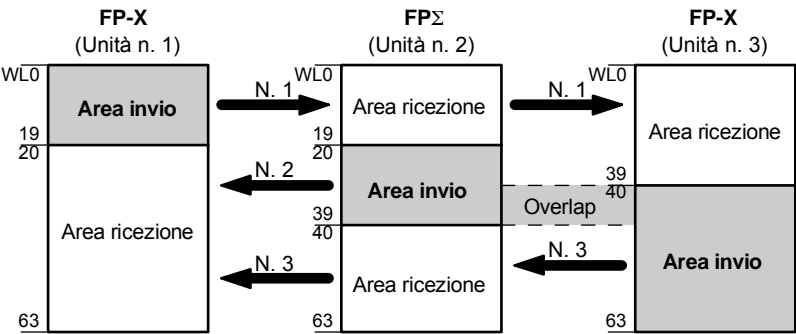 FP-X FPΣ FP-X
(Unità n. 1) (Unità n. 2) (Unità n. 3)
WL0 WL0 WL0
Area invio N. 1 Area ricezione N. 1
19 19 Area ricezione
20 20
N. 2 Area invio 39
39 Overlap 40
Area ricezione 40
N. 3 Area ricezione N. 3 Area invio
63 63 63